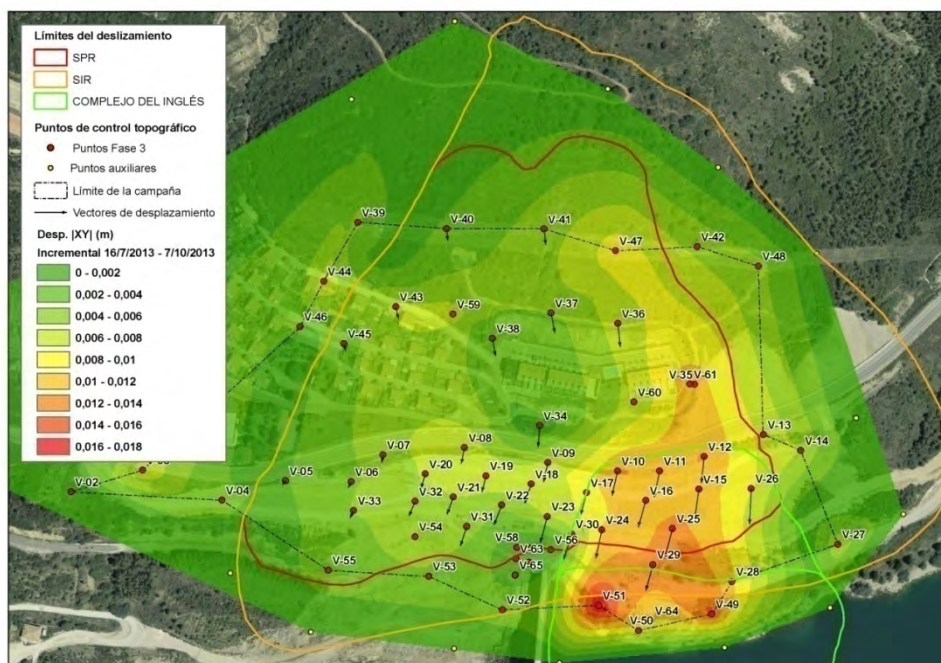 Límites del deslizamiento
SPR
SIR
COMPLEJO DEL INGLÉS
Puntos de control topográfico
Puntos Fase 3
Puntos auxiliares
Límite de la campaña
Vectores de desplazamiento
Desp. |XY| (m)
Incremental 16/7/2013 - 7/10/2013
0 - 0,002
0,002 - 0,004
0,004 - 0,006
0,006 - 0,008
0,008 - 0,01
0,01 - 0,012
0,012 - 0,014
0,014 - 0,016
0,016 - 0,018
V-39
V-40
V-41
V-47
V-42
V-48
V-44
V-43
V-59
V-37
V-36
V-46
V-45
V-38
V-35
V-61
V-60
V-34
V-13
V-14
V-07
V-08
V-09
V-10
V-11
V-12
V-02
V-04
V-05
V-06
V-20
V-19
V-18
V-17
V-16
V-15
V-26
V-33
V-32
V-21
V-22
V-23
V-30
V-24
V-25
V-54
V-31
V-58
V-56
V-27
V-55
V-53
V-63
V-65
V-29
V-28
V-52
V-51
V-50
V-64
V-49